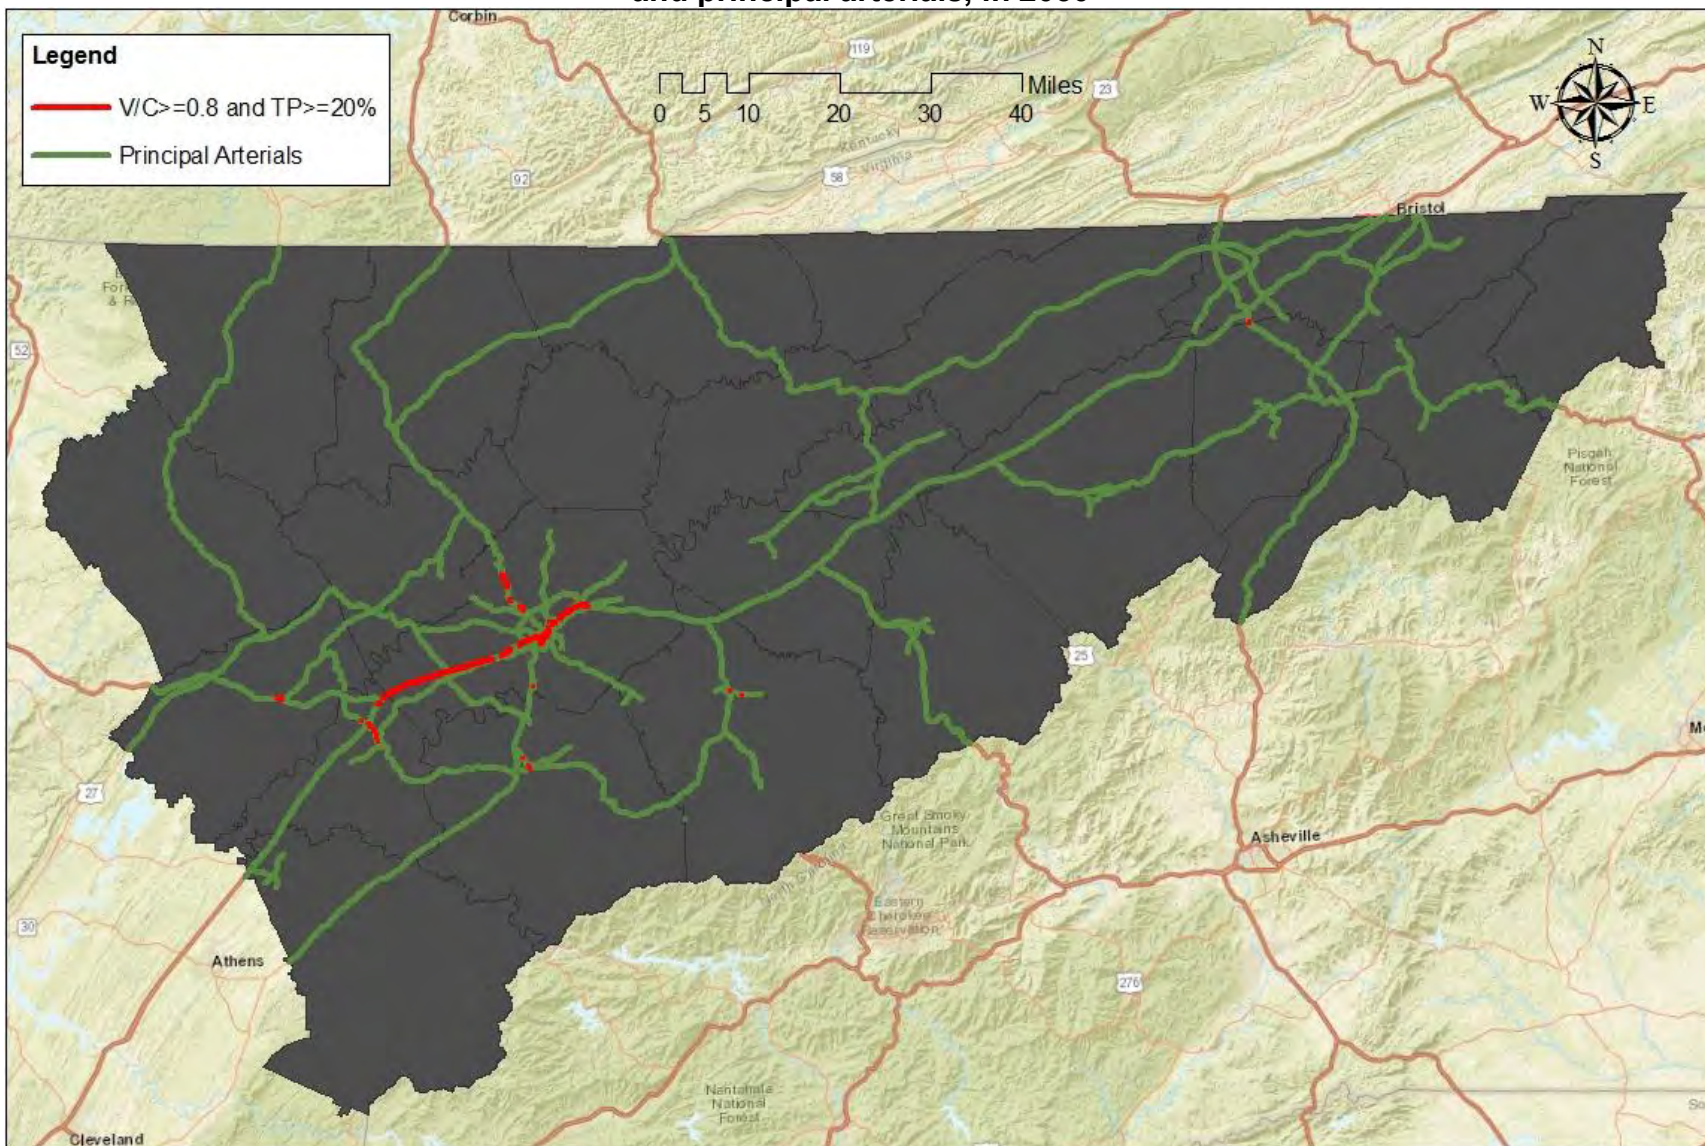 Corbin
Legend
V/C>=0.8 and TP>=20%
Principal Arterials
119
Miles
0 5 10 20 30 40
23
N
W E
S
Kentucky
Virginia
92
58
Bristol
52
Pisgah
National
Forest
25
27
Great Smoky
Mountains
National Park
Asheville
Eastern
Cherokee
Reservation
30
Athens
276
Nantahala
National
Forest
Cleveland